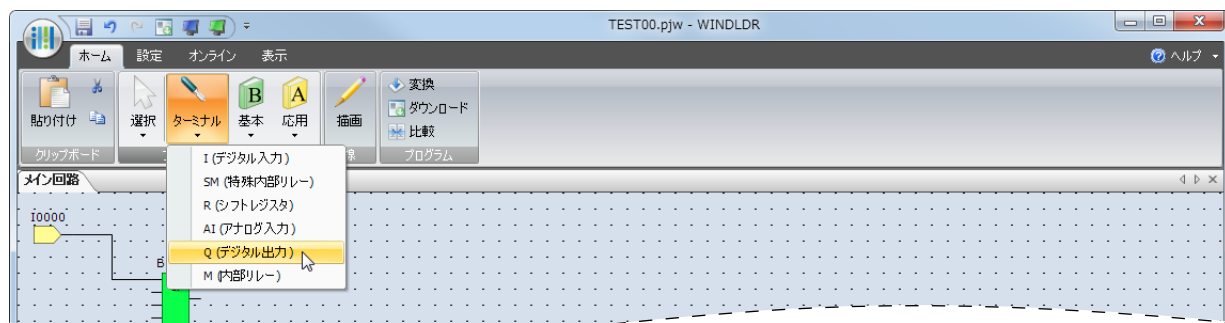 TEST00.pjw - WINDLDR
ホーム 設定 オンライン 表示 ヘルプ
貼り付け 選択 ターミナル B 基本 A 応用 描画 変換
ダウンロード
比較
クリップボード プログラム
I (デジタル入力)
SM (特殊内部リレー)
R (シフトレジスタ)
AI (アナログ入力)
Q (デジタル出力)
M (内部リレー)
メイン回路
I0000
B